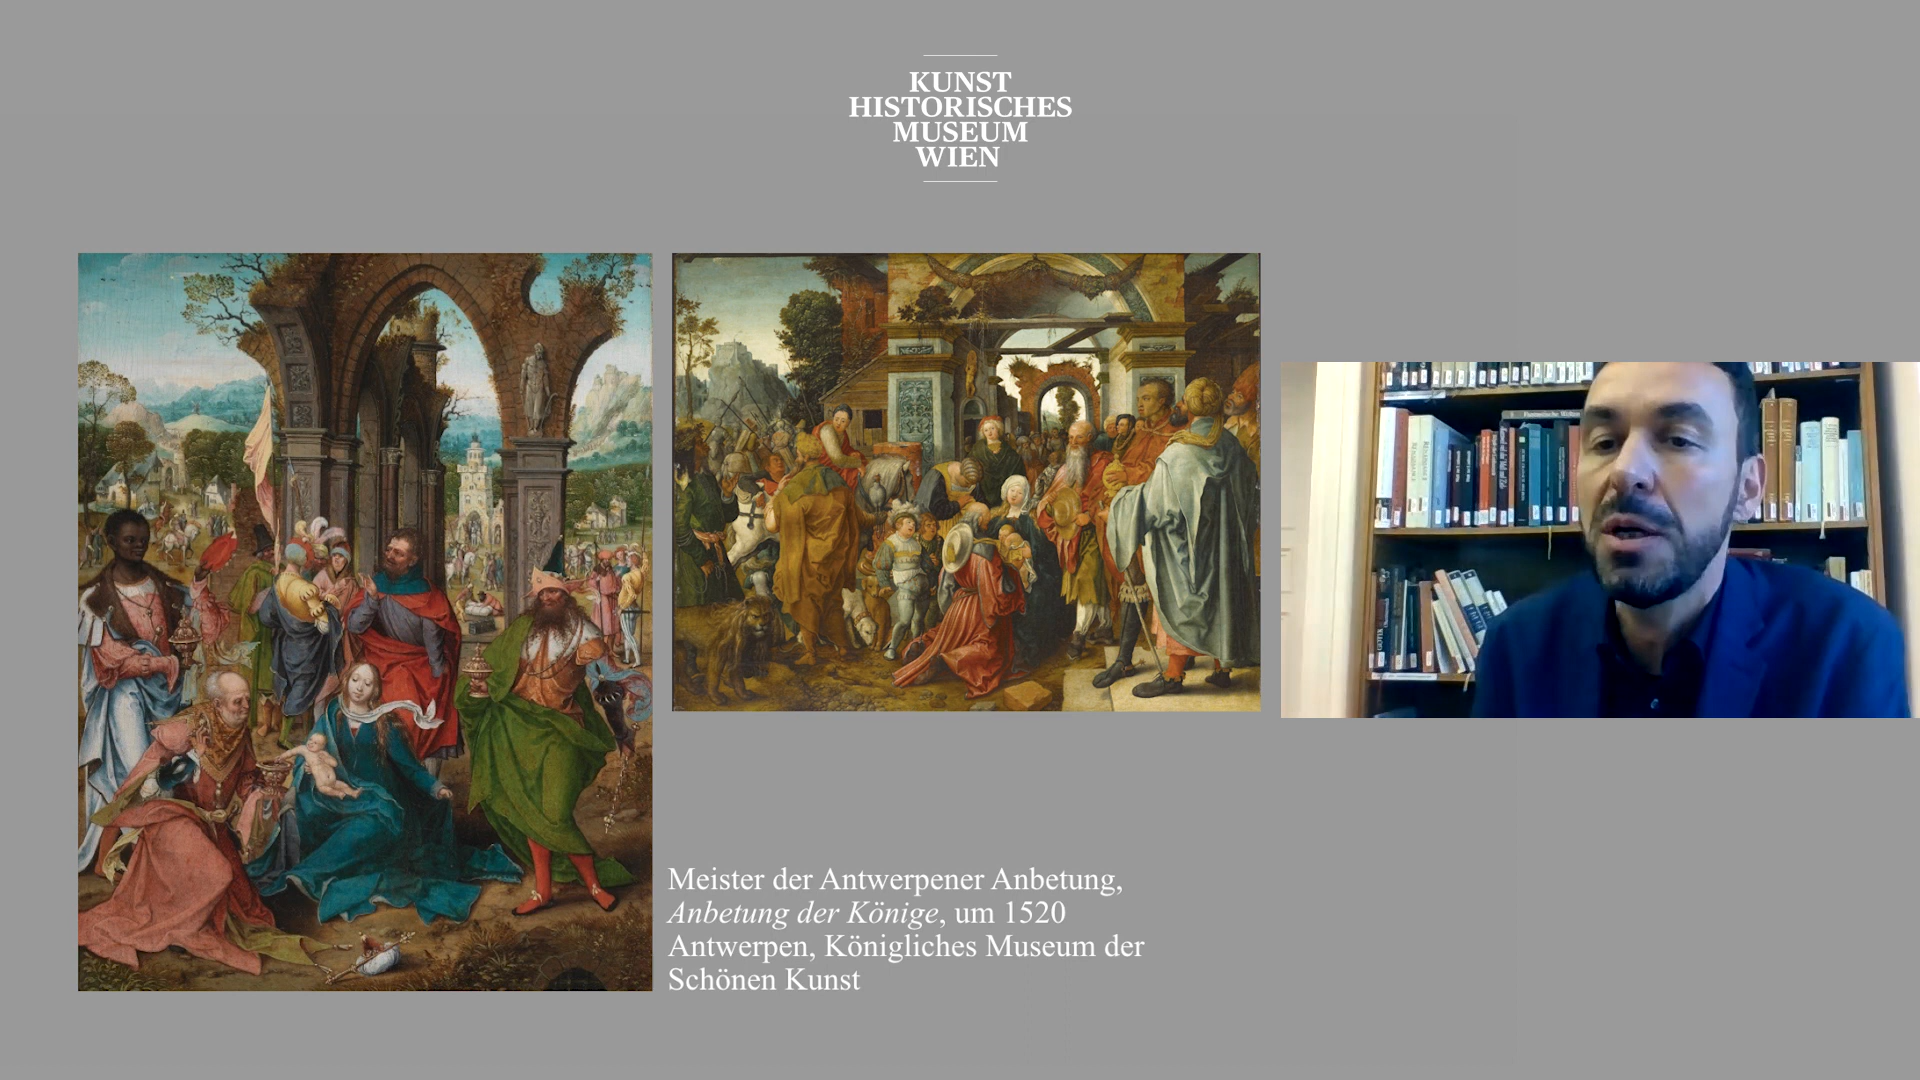 KUNST
HISTORISCHES
MUSEUM
WIEN
Meister der Antwerpener Anbetung,
Anbetung der Könige, um 1520
Antwerpen, Königliches Museum der
Schönen Kunst